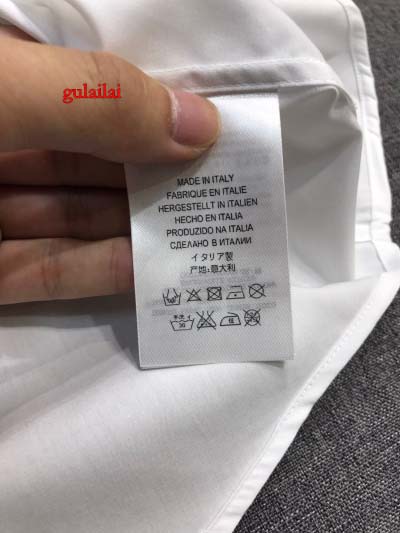 gulailai
MADE IN ITALY
FABRIQUE EN ITALIE
HERGESTELLT IN ITALIEN
HECHO EN ITALIA
PRODUZIDO NA ITALIA
СДЕЛАНО В ИТАЛИИ
イタリア製
产地:意大利